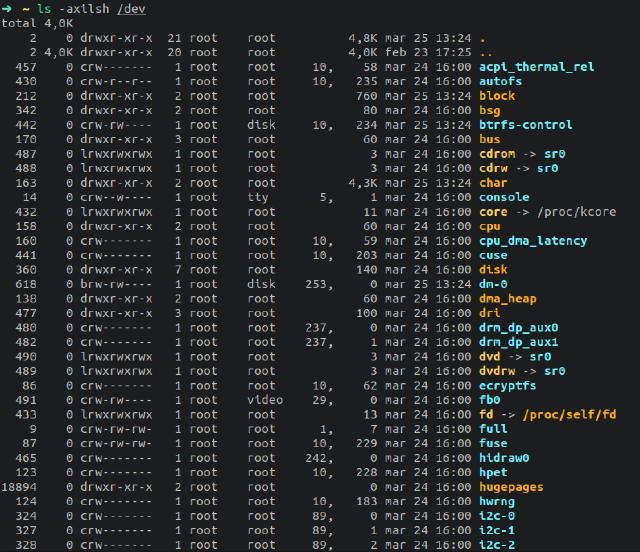 ➜  ~ ls -axilsh /dev
total 4,0K
    2    0 drwxr-xr-x  21 root    root          4,8K mar 25 13:24 .
    2 4,0K drwxr-xr-x  20 root    root          4,0K feb 23 17:25 ..
  457    0 crw-------   1 root    root     10,    58 mar 24 16:00 acpi_thermal_rel
  430    0 crw-r--r--   1 root    root     10,   235 mar 24 16:00 autofs
  212    0 drwxr-xr-x   2 root    root           760 mar 25 13:24 block
  342    0 drwxr-xr-x   2 root    root            80 mar 24 16:00 bsg
  442    0 crw-rw----   1 root    disk     10,   234 mar 25 13:24 btrfs-control
  170    0 drwxr-xr-x   3 root    root            60 mar 24 16:00 bus
  487    0 lrwxrwxrwx   1 root    root             3 mar 24 16:00 cdrom -> sr0
  488    0 lrwxrwxrwx   1 root    root             3 mar 24 16:00 cdrw -> sr0
  163    0 drwxr-xr-x   2 root    root          4,3K mar 25 13:24 char
   14    0 crw--w----   1 root    tty       5,     1 mar 24 16:00 console
  432    0 lrwxrwxrwx   1 root    root            11 mar 24 16:00 core -> /proc/kcore
  158    0 drwxr-xr-x   2 root    root            60 mar 24 16:00 cpu
  160    0 crw-------   1 root    root     10,    59 mar 24 16:00 cpu_dma_latency
  441    0 crw-------   1 root    root     10,   203 mar 24 16:00 cuse
  360    0 drwxr-xr-x   7 root    root           140 mar 24 16:00 disk
  618    0 brw-rw----   1 root    disk    253,     0 mar 25 13:24 dm-0
  138    0 drwxr-xr-x   2 root    root            60 mar 24 16:00 dma_heap
  477    0 drwxr-xr-x   3 root    root           100 mar 24 16:00 dri
  480    0 crw-------   1 root    root    237,     0 mar 24 16:00 drm_dp_aux0
  482    0 crw-------   1 root    root    237,     1 mar 24 16:00 drm_dp_aux1
  490    0 lrwxrwxrwx   1 root    root             3 mar 24 16:00 dvd -> sr0
  489    0 lrwxrwxrwx   1 root    root             3 mar 24 16:00 dvdrw -> sr0
   86    0 crw-------   1 root    root     10,    62 mar 24 16:00 ecryptfs
  491    0 crw-rw----   1 root    video    29,     0 mar 24 16:00 fb0
  433    0 lrwxrwxrwx   1 root    root            13 mar 24 16:00 fd -> /proc/self/fd
    9    0 crw-rw-rw-   1 root    root      1,     7 mar 24 16:00 full
   87    0 crw-rw-rw-   1 root    root     10,   229 mar 24 16:00 fuse
  465    0 crw-------   1 root    root    242,     0 mar 24 16:00 hidraw0
  123    0 crw-------   1 root    root     10,   228 mar 24 16:00 hpet
18894    0 drwxr-xr-x   2 root    root             0 mar 24 16:00 hugepages
  124    0 crw-------   1 root    root     10,   183 mar 24 16:00 hwrng
  324    0 crw-------   1 root    root     89,     0 mar 24 16:00 i2c-0
  327    0 crw-------   1 root    root     89,     1 mar 24 16:00 i2c-1
  328    0 crw-------   1 root    root     89,     2 mar 24 16:00 i2c-2